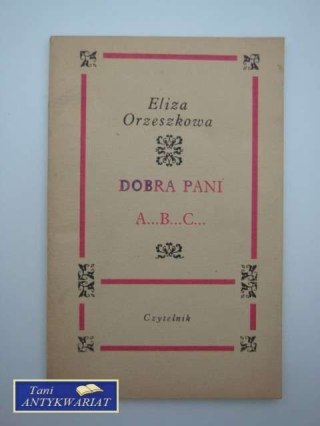 Eliza
Orzeszkowa
DOBRA PANI
A...B...C...
Czytelnik
Tani
ANTYKWARIAT